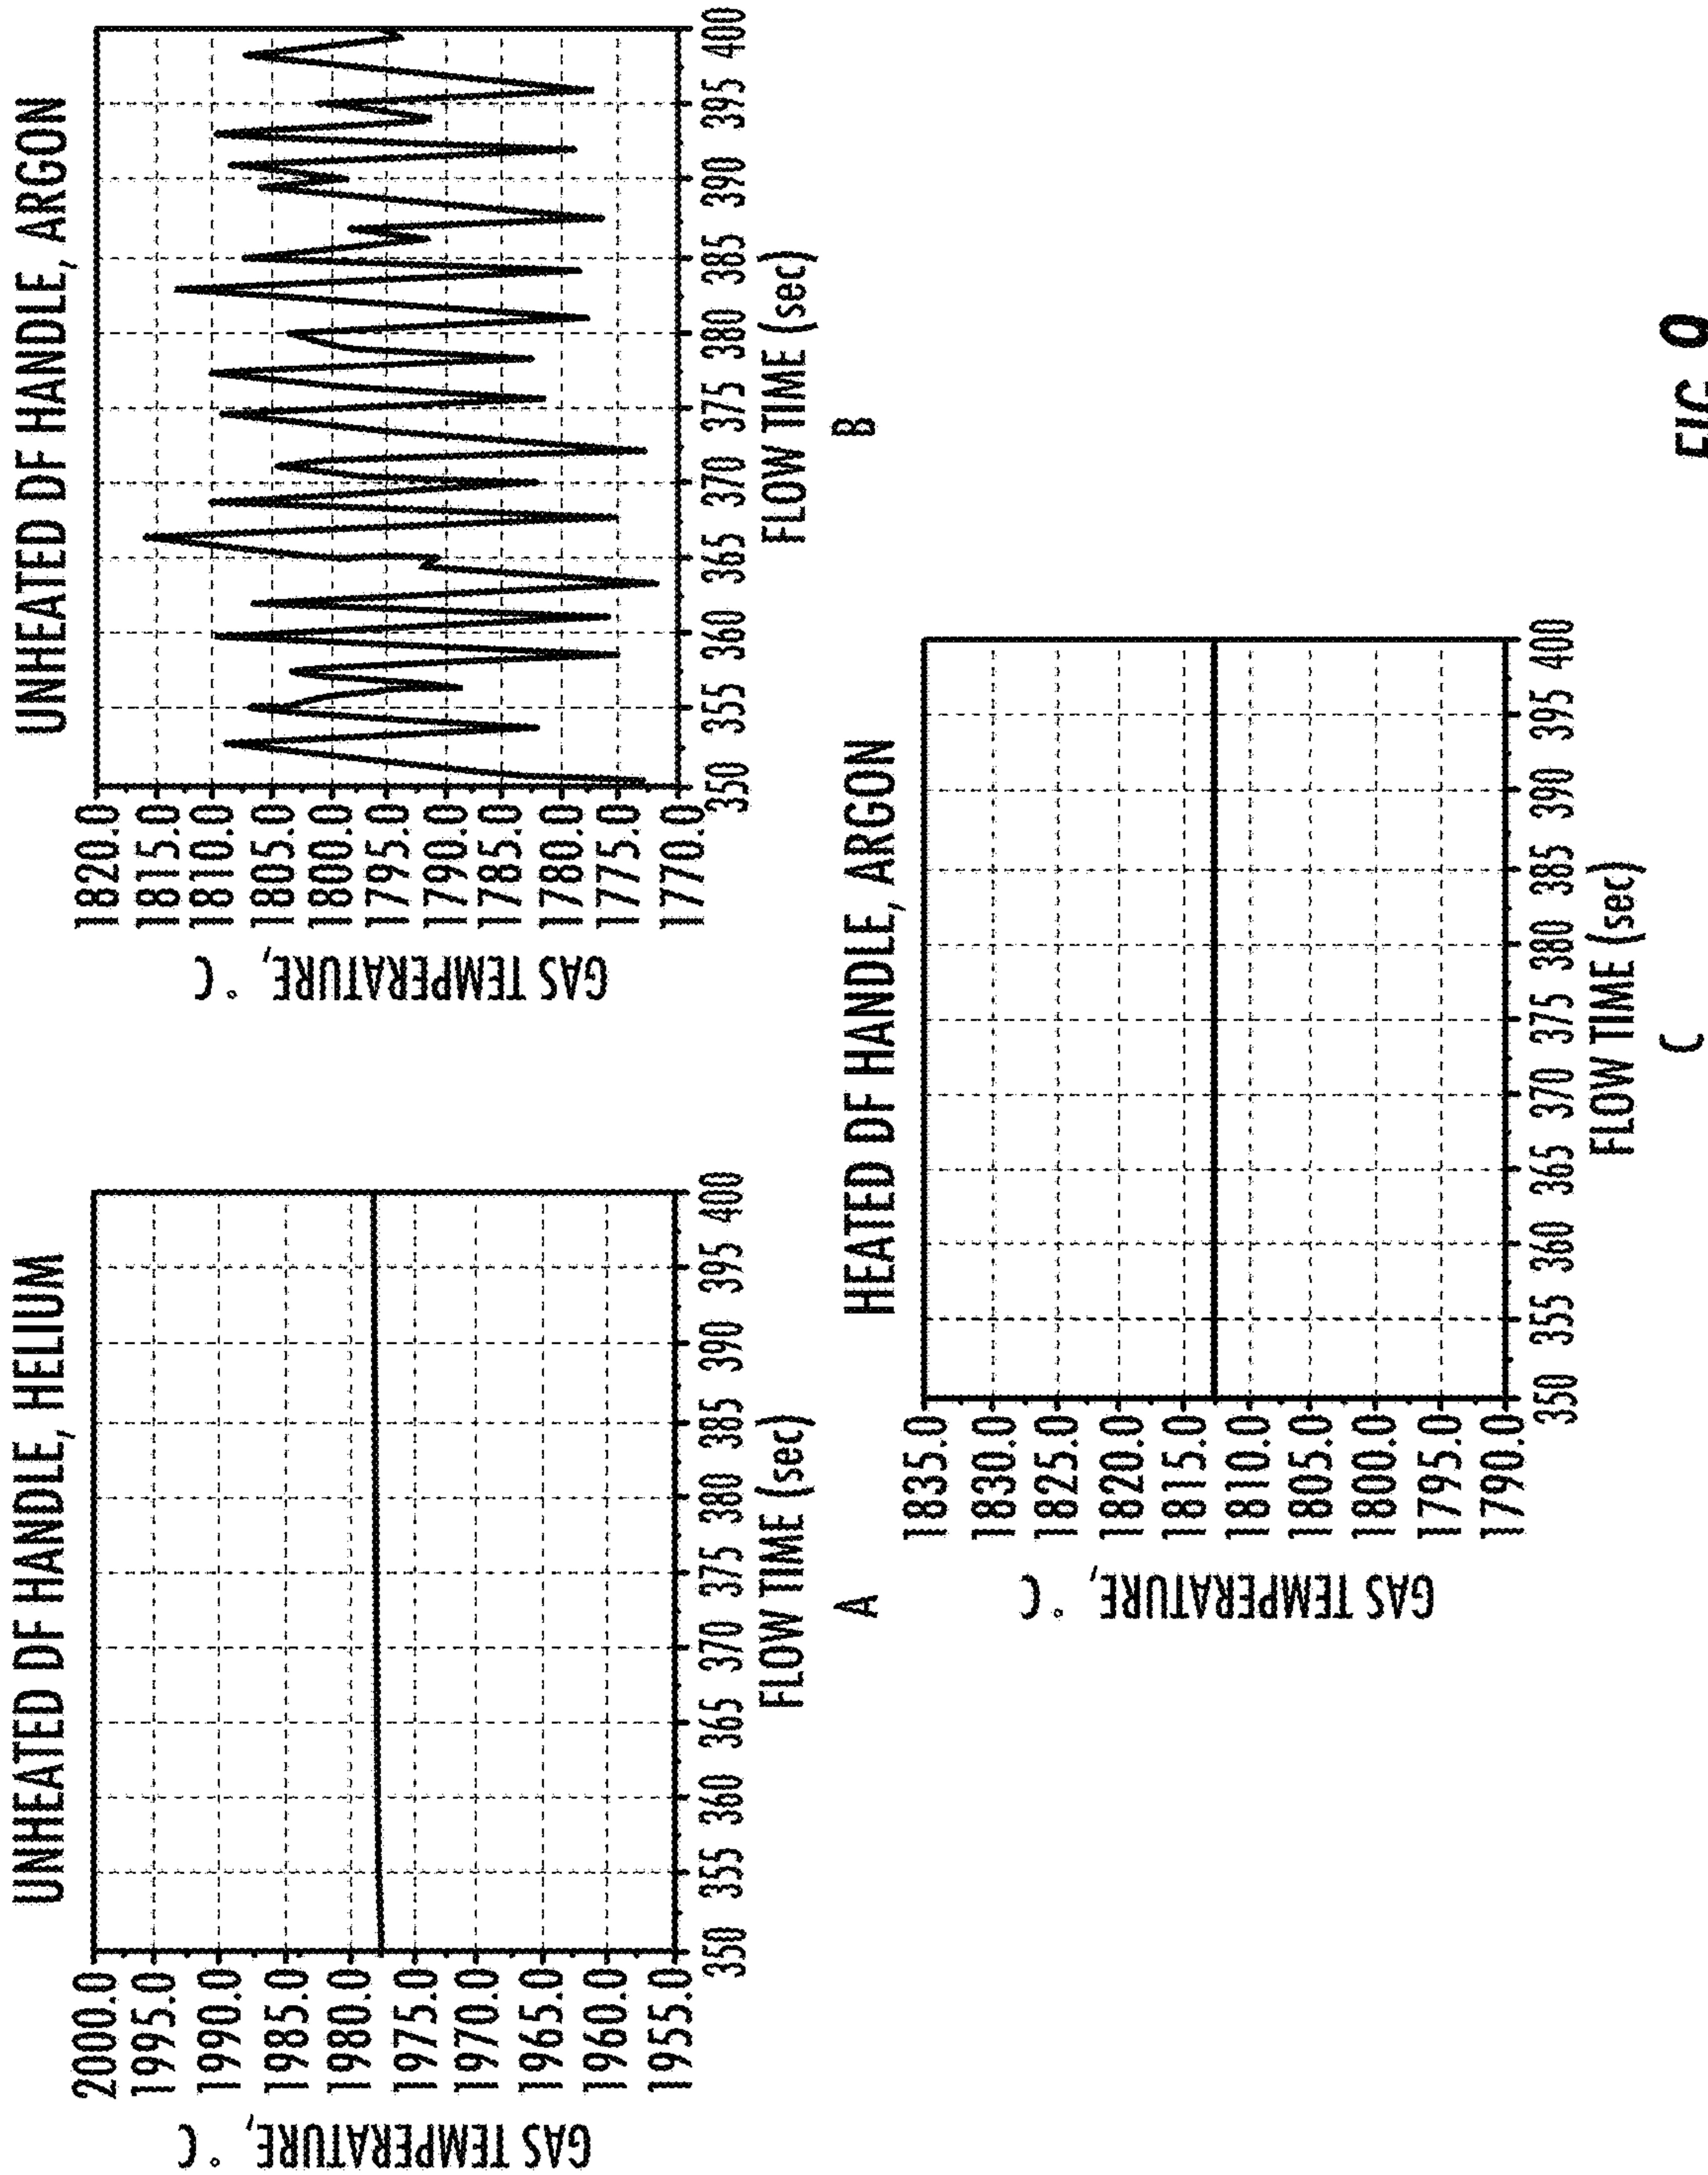 UNHEATED DF HANDLE, HELIUM
GAS TEMPERATURE, °C
2000.0
1995.0
1990.0
1985.0
1980.0
1975.0
1970.0
1965.0
1960.0
1955.0
350 355 360 365 370 375 380 385 390 395 400
FLOW TIME (sec)
A
UNHEATED DF HANDLE, ARGON
GAS TEMPERATURE, °C
1820.0
1815.0
1810.0
1805.0
1800.0
1795.0
1790.0
1785.0
1780.0
1775.0
1770.0
350 355 360 365 370 375 380 385 390 395 400
FLOW TIME (sec)
B
HEATED DF HANDLE, ARGON
GAS TEMPERATURE, °C
1835.0
1830.0
1825.0
1820.0
1815.0
1810.0
1805.0
1800.0
1795.0
1790.0
350 355 360 365 370 375 380 385 390 395 400
FLOW TIME (sec)
C
FIG.